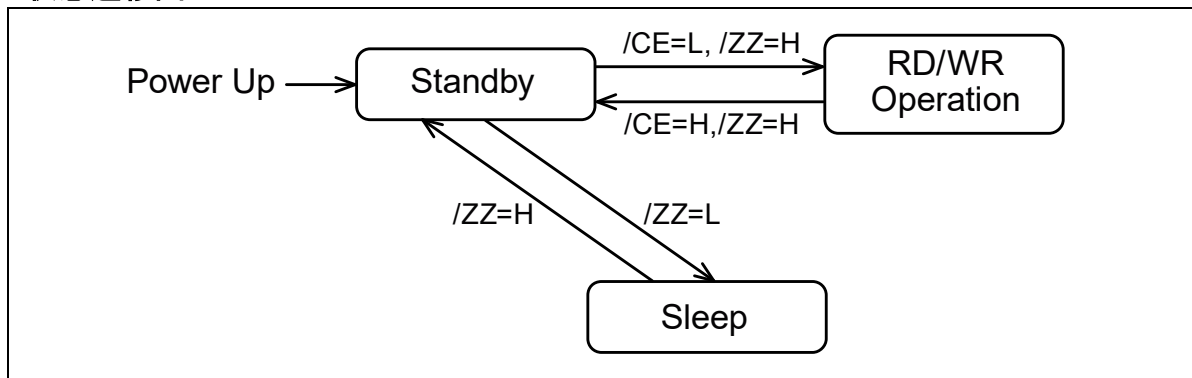 /CE=L, /ZZ=H
Power Up
Standby
RD/WR
Operation
/CE=H,/ZZ=H
/ZZ=H
/ZZ=L
Sleep